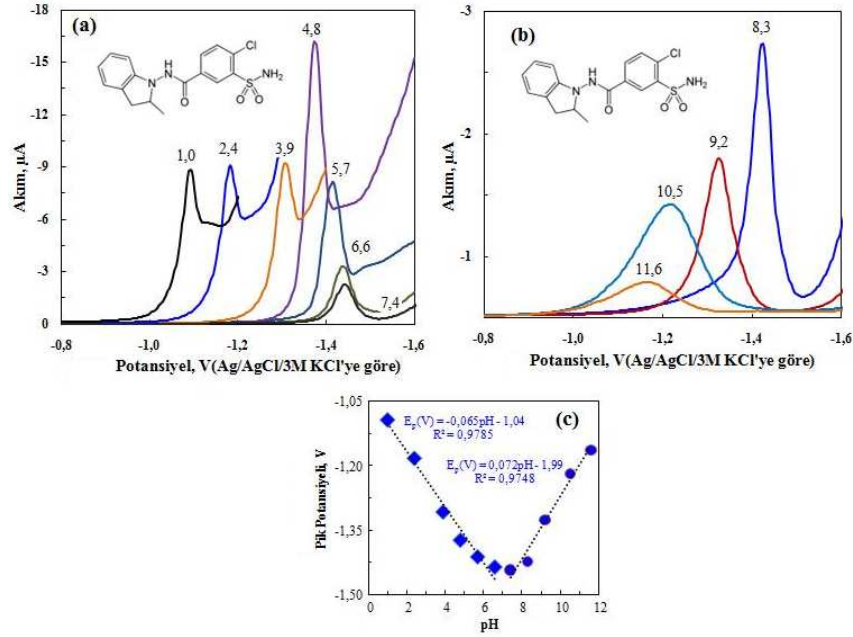 (a)
-18
-15
-12
-9
-6
-3
0
Akım, µA
N
NH
O
Cl
S
NH₂
O
O
1,0
2,4
3,9
4,8
5,7
6,6
7,4
-0,8
-1,0
-1,2
-1,4
-1,6
Potansiyel, V(Ag/AgCl/3M KCl'ye göre)
(b)
-3
-2
-1
Akım, µA
N
NH
O
Cl
S
NH₂
O
O
8,3
9,2
10,5
11,6
-0,8
-1,0
-1,2
-1,4
-1,6
Potansiyel, V(Ag/AgCl/3M KCl'ye göre)
(c)
-1,05
-1,20
-1,35
-1,50
Pik Potansiyeli, V
Eₚ(V) = -0,065pH - 1,04
R² = 0,9785
Eₚ(V) = 0,072pH - 1,99
R² = 0,9748
0
2
4
6
8
10
12
pH